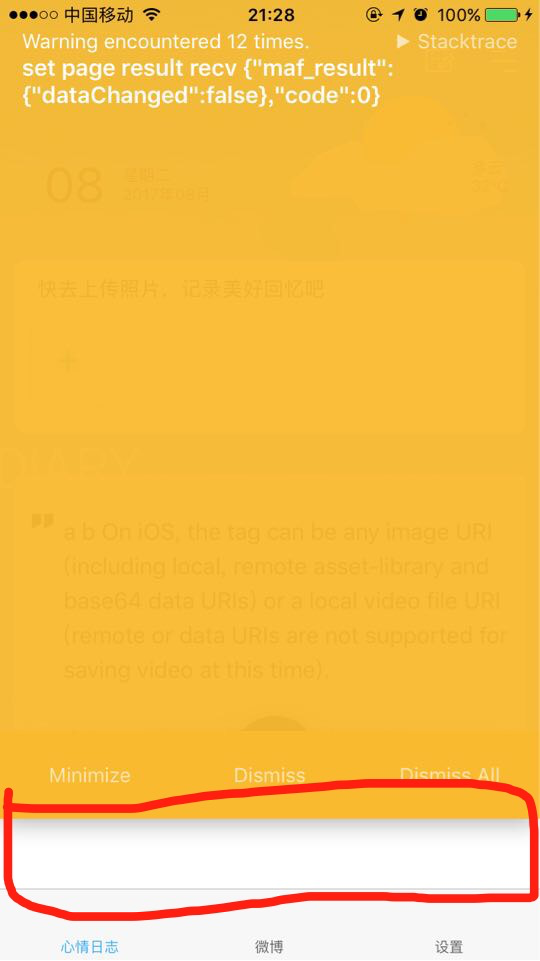 中国移动 21:28 100%
Warning encountered 12 times. ▶ Stacktrace
set page result recv {"maf_result":
{"dataChanged":false},"code":0}
08 星期二 多云
2017年08月 32°C
快去上传照片，记录美好回忆吧
+
DIARY
a b On iOS, the tag can be any image URI
(including local, remote asset-library and
base64 data URIs) or a local video file URI
(remote or data URIs are not supported for
saving video at this time).
Minimize Dismiss Dismiss All
心情日志 微博 设置